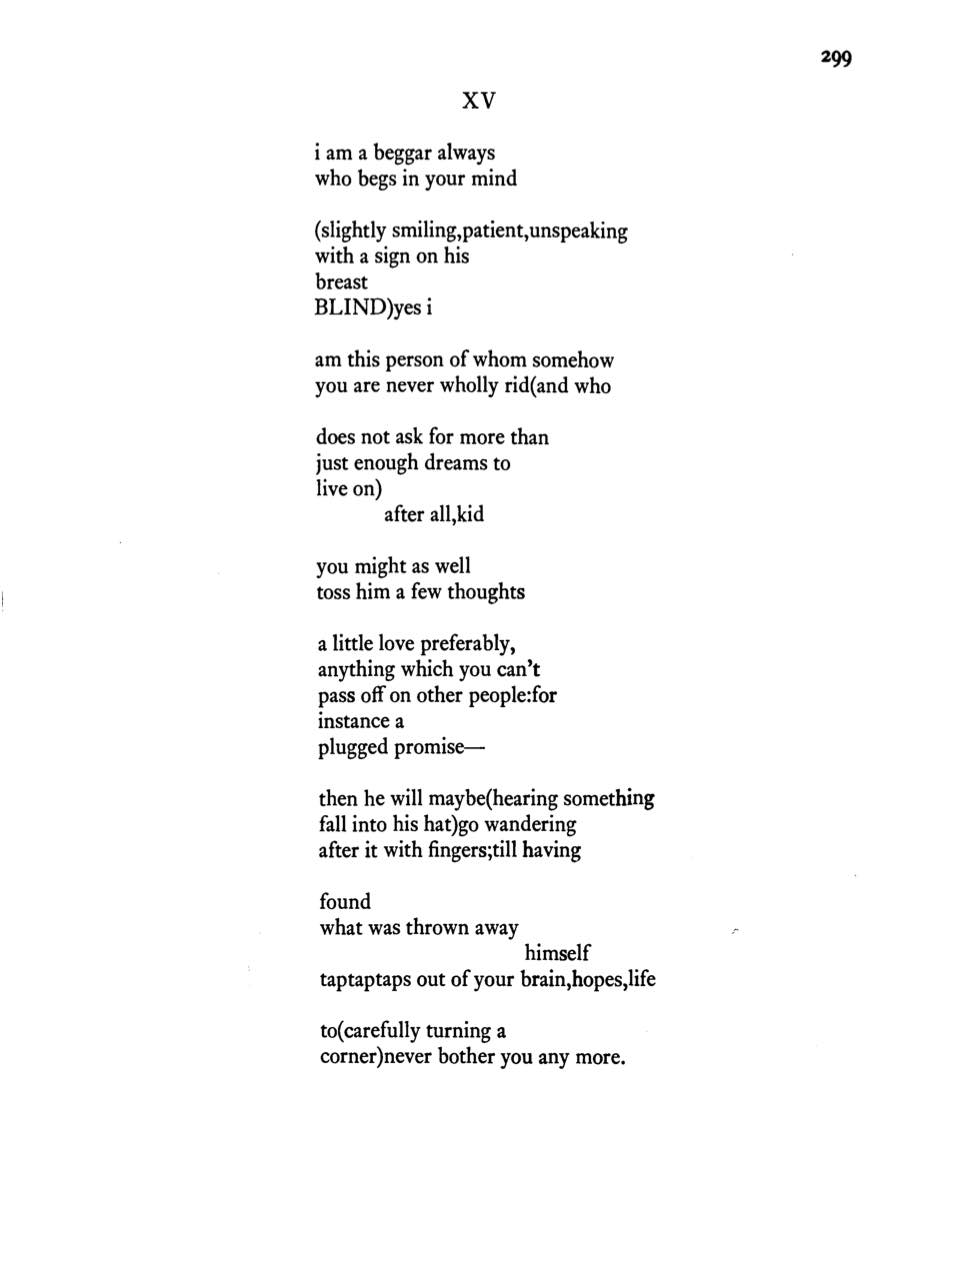 299
XV
i am a beggar always
who begs in your mind
(slightly smiling,patient,unspeaking
with a sign on his
breast
BLIND)yes i
am this person of whom somehow
you are never wholly rid(and who
does not ask for more than
just enough dreams to
live on)
after all,kid
you might as well
toss him a few thoughts
a little love preferably,
anything which you can't
pass off on other people:for
instance a
plugged promise—
then he will maybe(hearing something
fall into his hat)go wandering
after it with fingers;till having
found
what was thrown away
himself
taptaptaps out of your brain,hopes,life
to(carefully turning a
corner)never bother you any more.